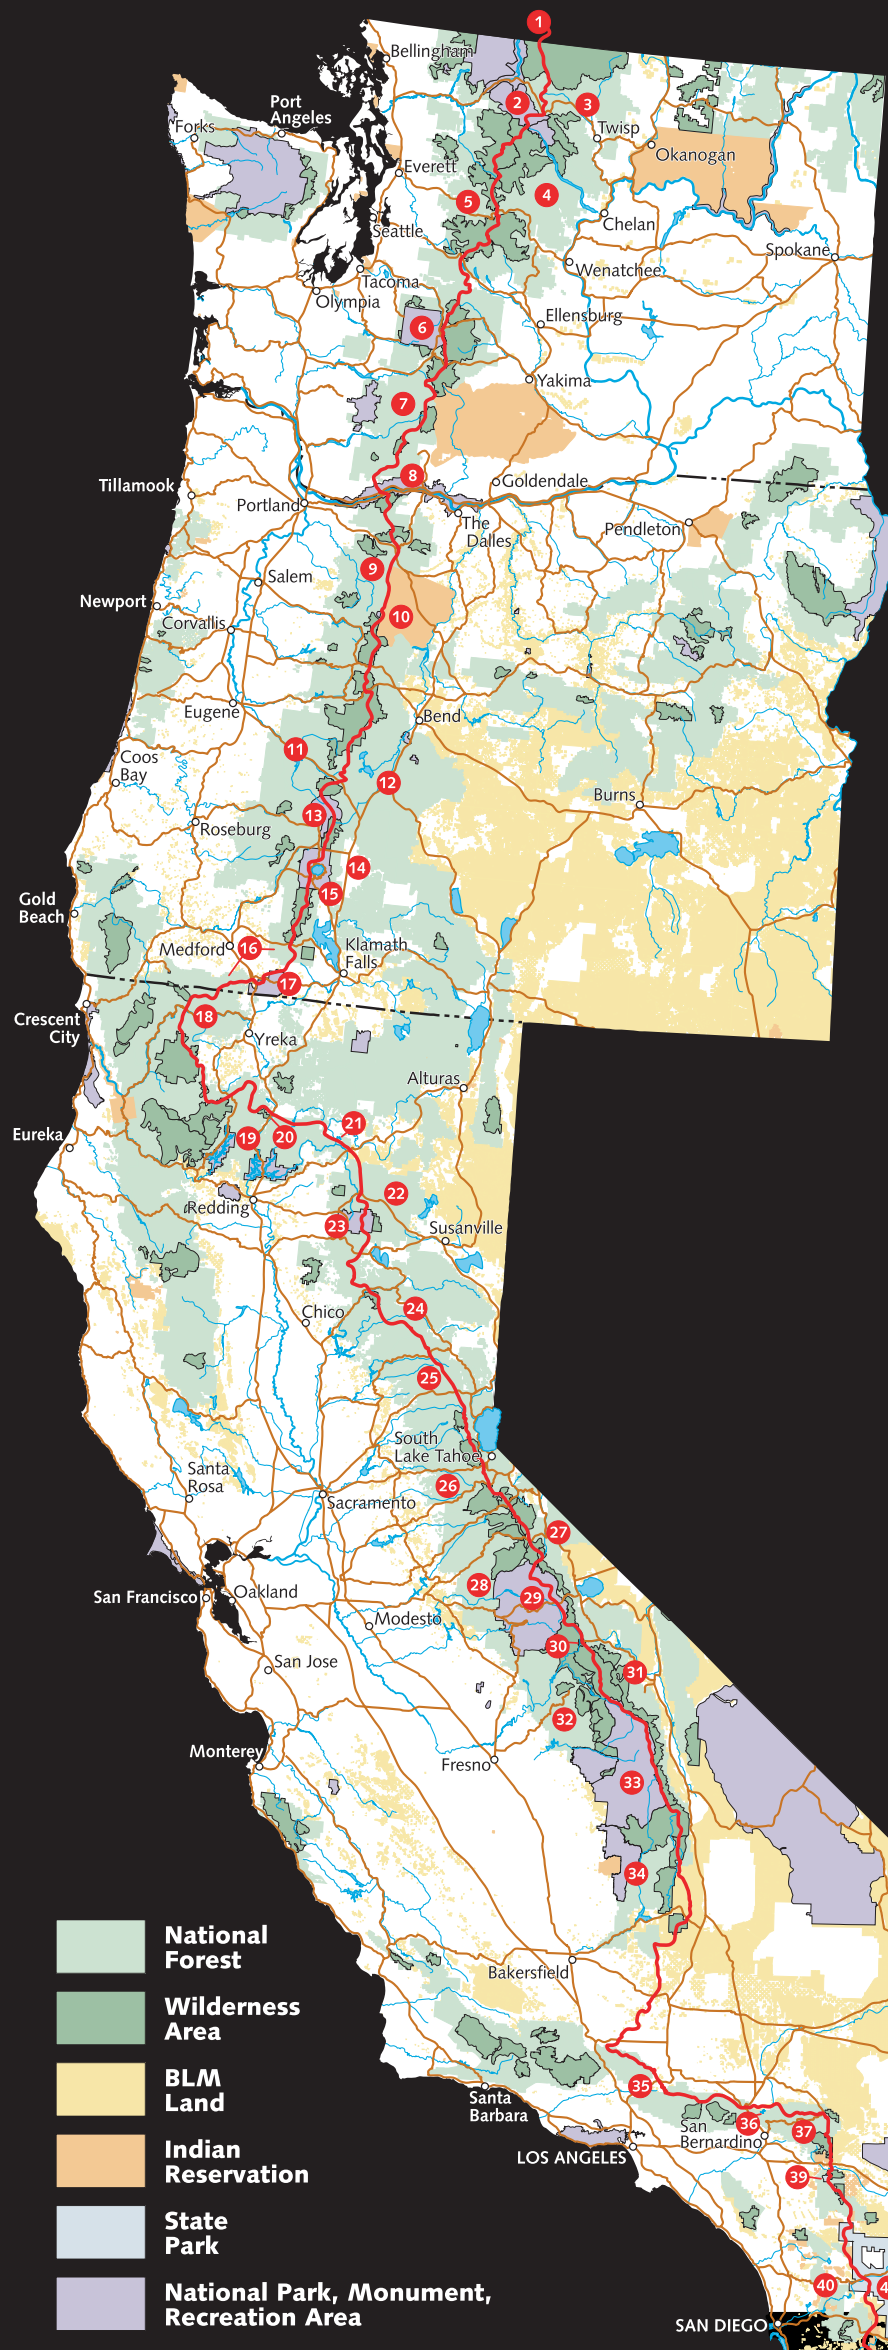 1
Bellingham
2
3
Port
Angeles
Forks
Twisp
Okanogan
Everett
5
4
Seattle
Chelan
Spokane
Wenatchee
Tacoma
Olympia
Ellensburg
6
Yakima
7
8
Goldendale
Tillamook
Portland
The
Dalles
Pendleton
9
Salem
Newport
10
Corvallis
Eugene
Bend
11
Coos
Bay
12
Burns
13
Roseburg
14
15
Gold
Beach
Medford
16
Klamath
Falls
17
Crescent
City
18
Yreka
Alturas
21
Eureka
19
20
22
Redding
23
Susanville
24
Chico
25
South
Lake Tahoe
Santa
Rosa
26
Sacramento
27
28
San Francisco
Oakland
29
Modesto
30
San Jose
31
32
Monterey
Fresno
33
34
National
Forest
Bakersfield
Wilderness
Area
BLM
Land
35
Santa
Barbara
San
Bernardino
36
37
LOS ANGELES
39
Indian
Reservation
State
Park
40
4
National Park, Monument,
Recreation Area
SAN DIEGO